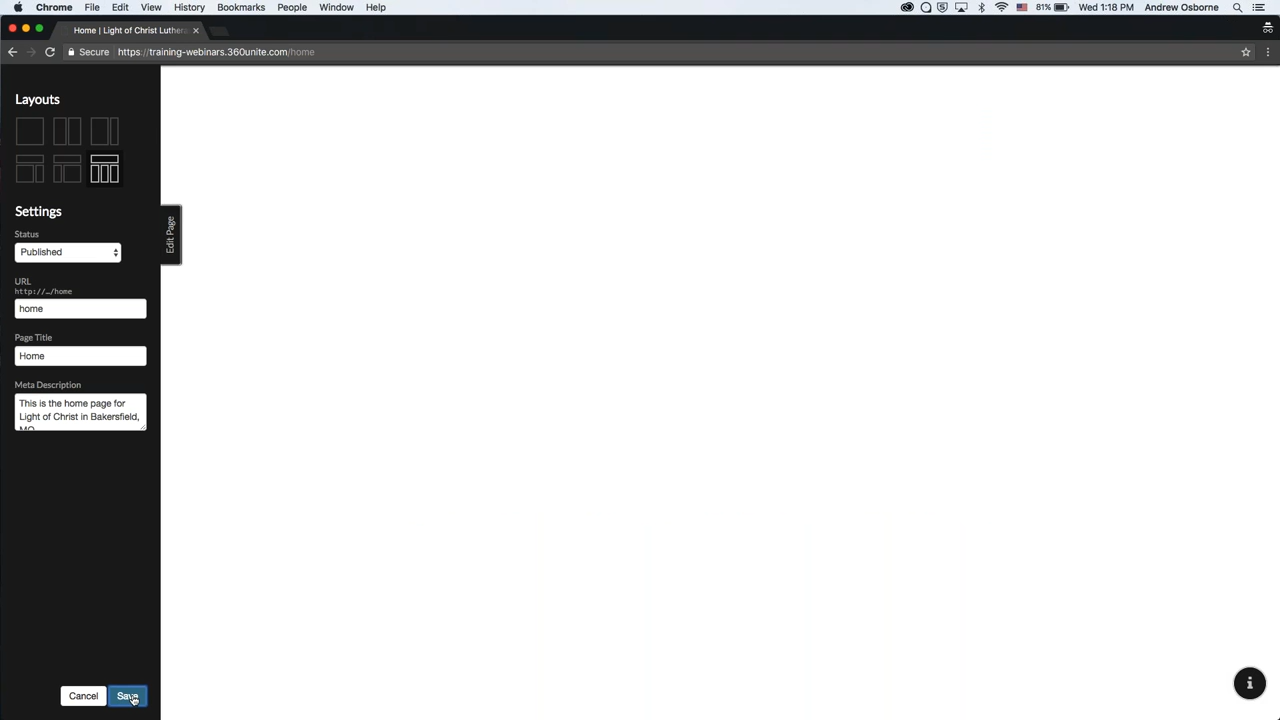 Chrome File Edit View History Bookmarks People Window Help 81% Wed 1:18 PM Andrew Osborne
Home | Light of Christ Luthera
Secure https://training-webinars.360unite.com/home
Layouts
Settings
Status
Published
Edit Page
URL
http://…/home
home
Page Title
Home
Meta Description
This is the home page for
Light of Christ in Bakersfield,
MO
Cancel Save